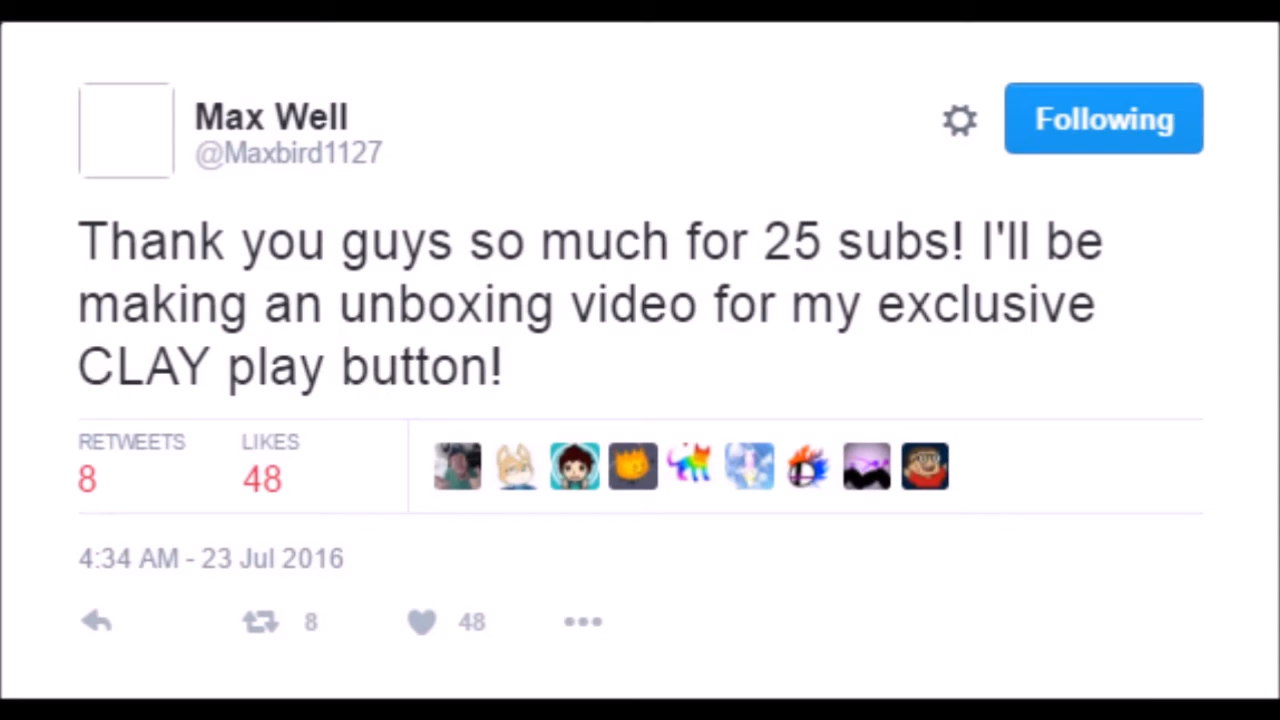 Max Well
@Maxbird1127
Following
Thank you guys so much for 25 subs! I'll be
making an unboxing video for my exclusive
CLAY play button!
RETWEETS LIKES
8 48
4:34 AM - 23 Jul 2016
8 48